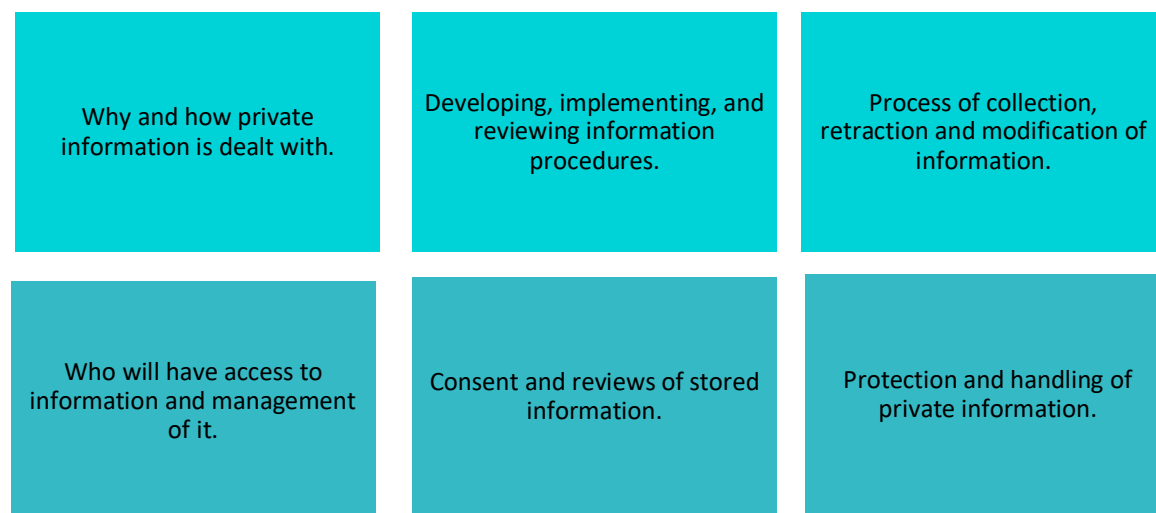 Why and how private
information is dealt with.
Developing, implementing, and
reviewing information
procedures.
Process of collection,
retraction and modification of
information.
Who will have access to
information and management
of it.
Consent and reviews of stored
information.
Protection and handling of
private information.